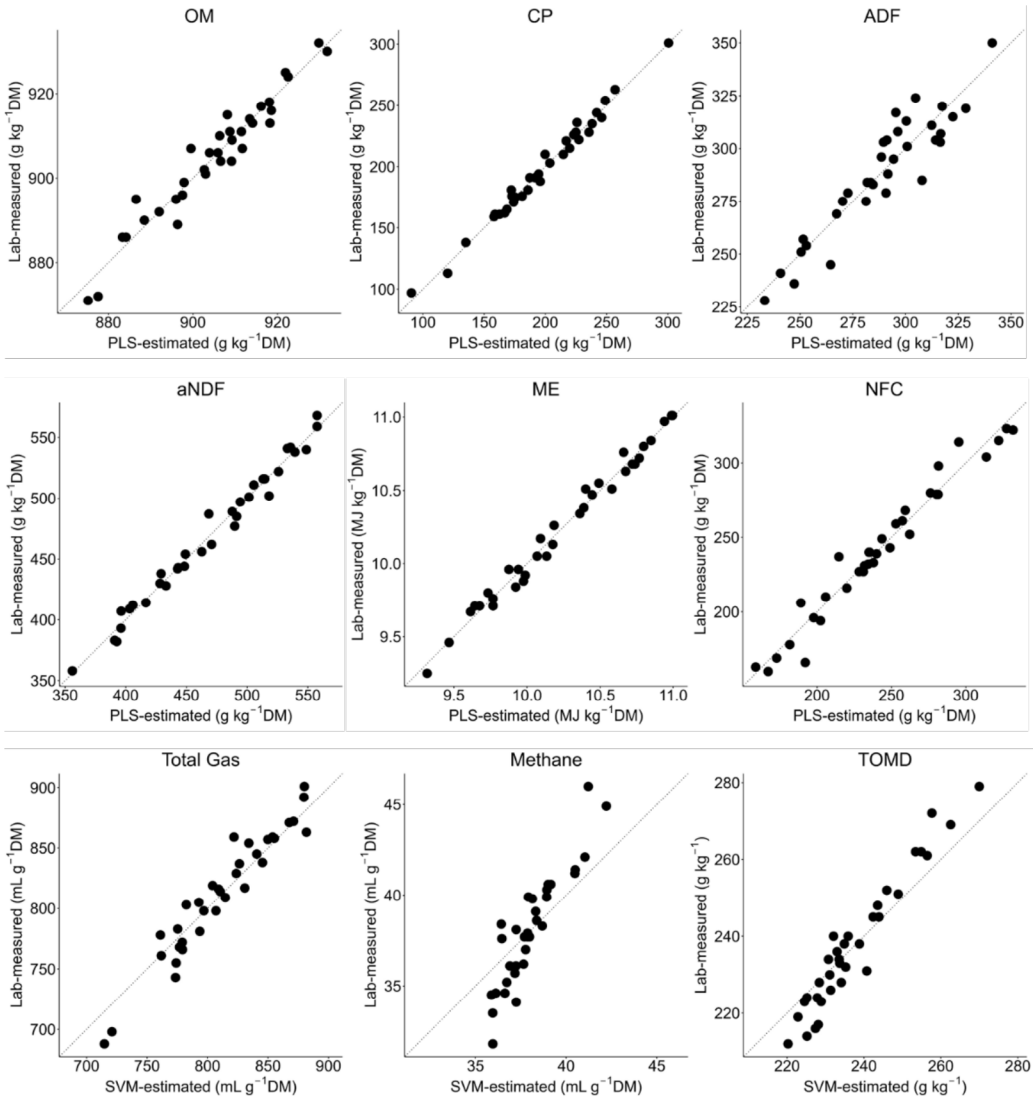 OM
Lab-measured (g kg⁻¹DM)
920
900
880
880 900 920
PLS-estimated (g kg⁻¹DM)
CP
Lab-measured (g kg⁻¹DM)
300
250
200
150
100
100 150 200 250 300
PLS-estimated (g kg⁻¹DM)
ADF
Lab-measured (g kg⁻¹DM)
350
325
300
275
250
225
225 250 275 300 325 350
PLS-estimated (g kg⁻¹DM)
aNDF
Lab-measured (g kg⁻¹DM)
550
500
450
400
350
350 400 450 500 550
PLS-estimated (g kg⁻¹DM)
ME
Lab-measured (MJ kg⁻¹DM)
11.0
10.5
10.0
9.5
9.5 10.0 10.5 11.0
PLS-estimated (MJ kg⁻¹DM)
NFC
Lab-measured (g kg⁻¹DM)
300
200
200 300
PLS-estimated (g kg⁻¹DM)
Total Gas
Lab-measured (mL g⁻¹DM)
900
850
800
750
700
700 750 800 850 900
SVM-estimated (mL g⁻¹DM)
Methane
Lab-measured (mL g⁻¹DM)
45
40
35
35 40 45
SVM-estimated (mL g⁻¹DM)
TOMD
Lab-measured (g kg⁻¹)
280
260
240
220
220 230 240 250 260 270 280
SVM-estimated (g kg⁻¹)